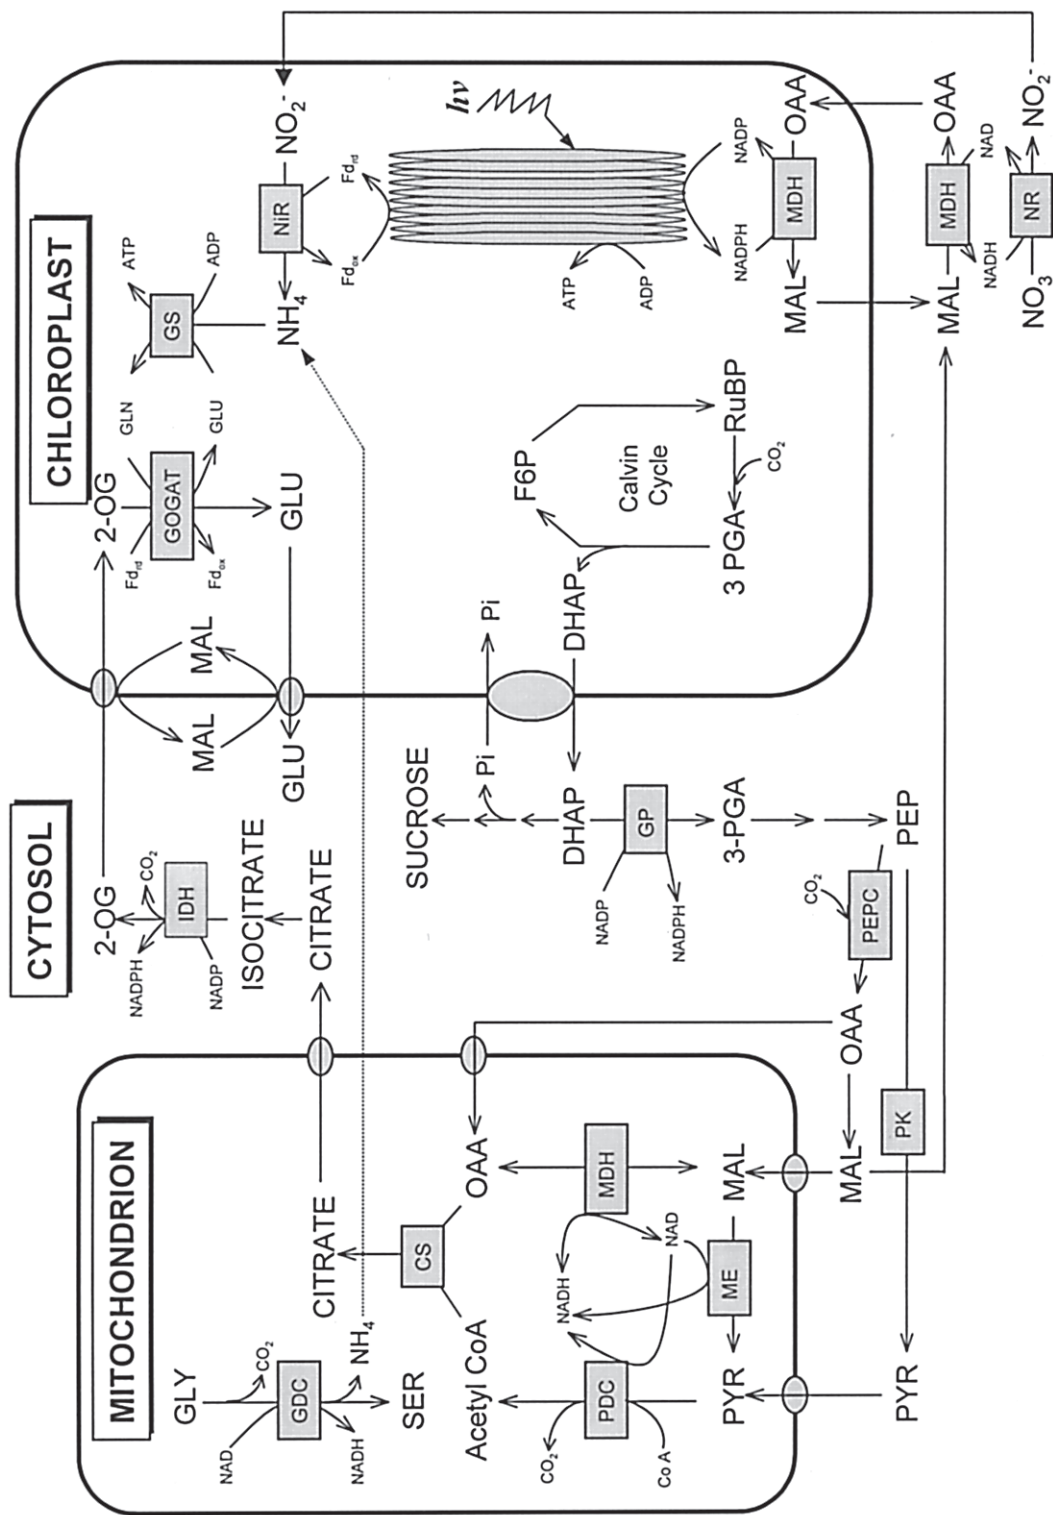 MITOCHONDRION
GLY
CO2
NAD
GDC
NADH
NH4
SER
CITRATE
CS
Acetyl CoA
OAA
MDH
NADH
NAD
CO2
PDC
Co A
ME
PYR
MAL
CYTOSOL
2-OG
CO2
NADPH
IDH
NADP
ISOCITRATE
CITRATE
MAL
GLU
SUCROSE
Pi
DHAP
NADP
GP
NADPH
3-PGA
PEP
CO2
PEPC
OAA
MAL
PK
PYR
CHLOROPLAST
2-OG
GLN
Fdrd
GOGAT
Fdox
GLU
GLU
MAL
ATP
GS
ADP
NH4
NiR
NO2-
Fdrd
Fdox
hν
ATP
ADP
NADP
NADPH
MAL
MDH
OAA
Pi
DHAP
F6P
Calvin
Cycle
3 PGA
RuBP
CO2
MAL
MDH
OAA
NADH
NAD
NO3
NR
NO2-